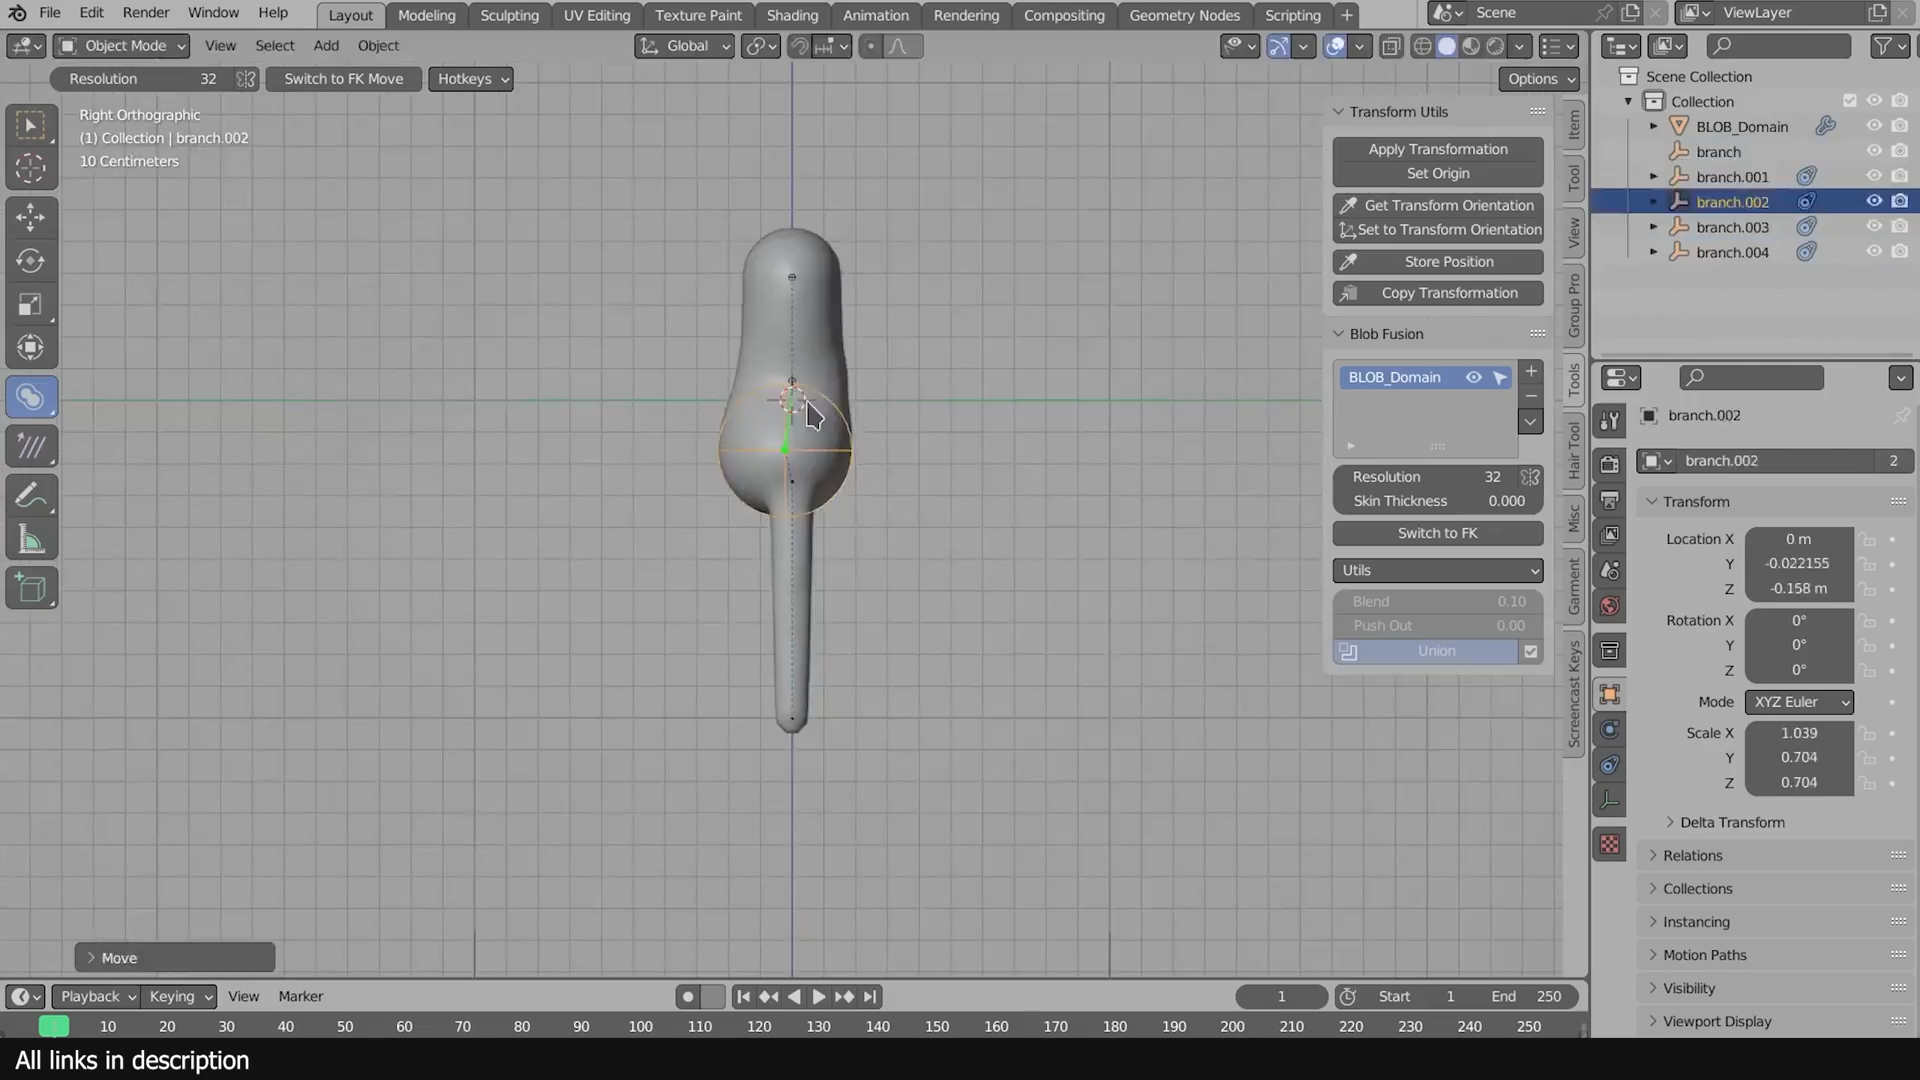 File Edit Render Window Help Layout Modeling Sculpting UV Editing Texture Paint Shading Animation Rendering Compositing Geometry Nodes Scripting + Scene ViewLayer
Object Mode View Select Add Object Global
Resolution 32 Switch to FK Move Hotkeys Options
Right Orthographic
(1) Collection | branch.002
10 Centimeters
Transform Utils
Apply Transformation
Set Origin
Get Transform Orientation
Set to Transform Orientation
Store Position
Copy Transformation
Blob Fusion
BLOB_Domain
Resolution 32
Skin Thickness 0.000
Switch to FK
Utils
Blend 0.10
Push Out 0.00
Union
Item
Tool
View
Group Pro
Tools
Hair Tool
Misc
Garment
Screencast Keys
Scene Collection
Collection
BLOB_Domain
branch
branch.001
branch.002
branch.003
branch.004
branch.002
branch.002 2
Transform
Location X 0 m
Y -0.022155
Z -0.158 m
Rotation X 0°
Y 0°
Z 0°
Mode XYZ Euler
Scale X 1.039
Y 0.704
Z 0.704
Delta Transform
Relations
Collections
Instancing
Motion Paths
Visibility
Viewport Display
Move
Playback Keying View Marker 1 Start 1 End 250
10 20 30 40 50 60 70 80 90 100 110 120 130 140 150 160 170 180 190 200 210 220 230 240 250
All links in description